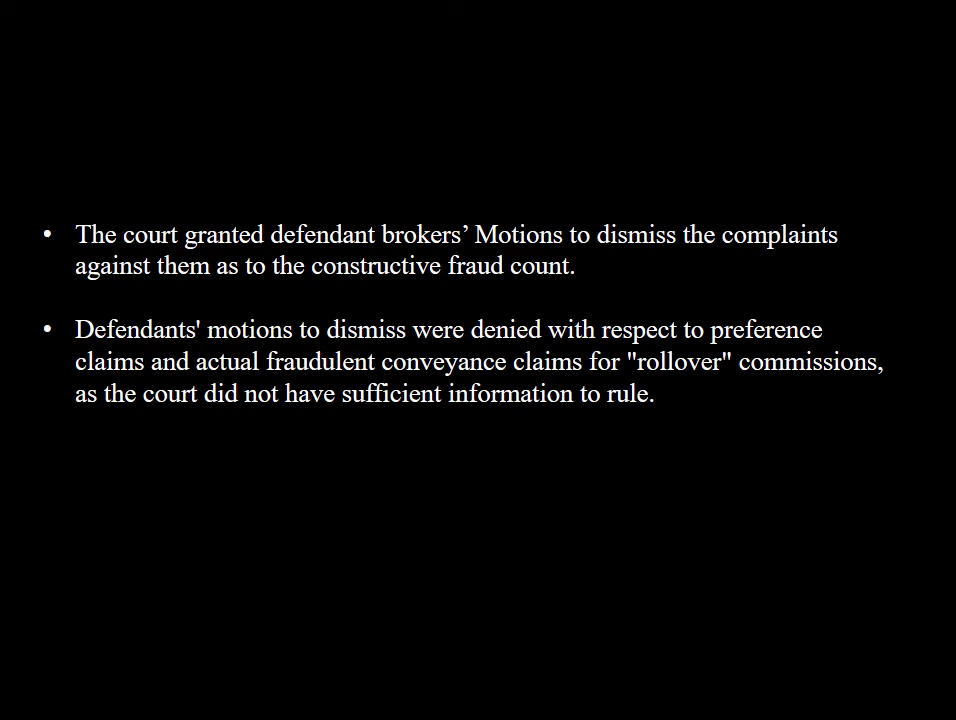 • The court granted defendant brokers’ Motions to dismiss the complaints
against them as to the constructive fraud count.
• Defendants' motions to dismiss were denied with respect to preference
claims and actual fraudulent conveyance claims for "rollover" commissions,
as the court did not have sufficient information to rule.